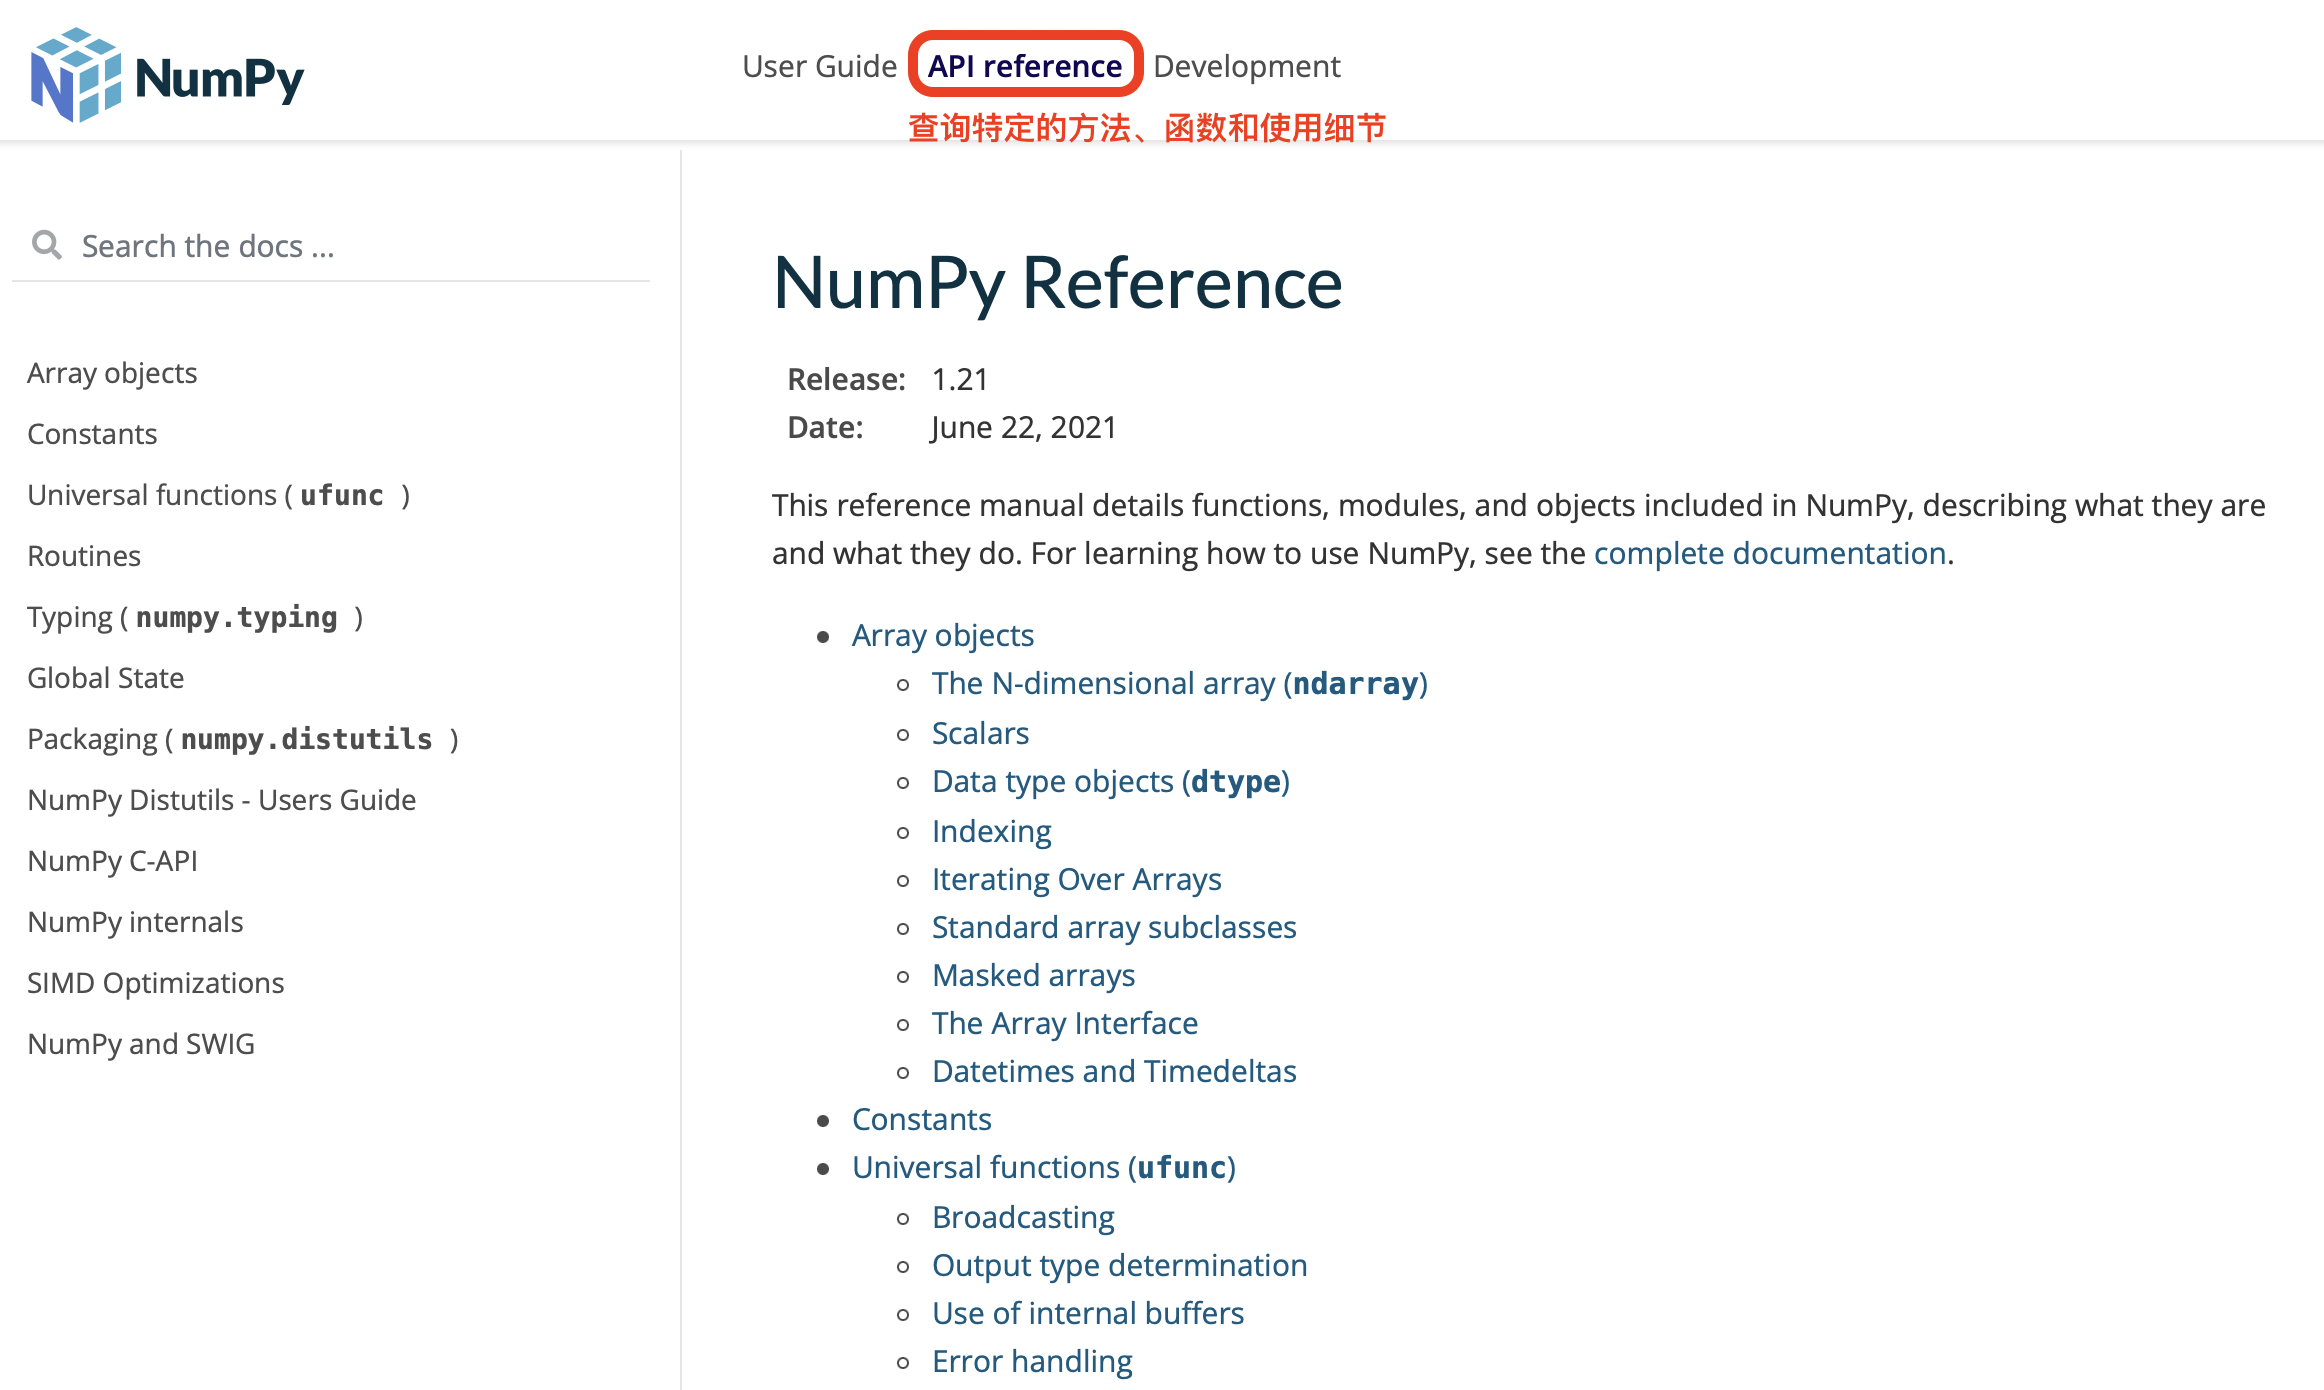 NumPy
User Guide API reference Development
查询特定的方法、函数和使用细节
Search the docs ...
Array objects
Constants
Universal functions ( ufunc )
Routines
Typing ( numpy.typing )
Global State
Packaging ( numpy.distutils )
NumPy Distutils - Users Guide
NumPy C-API
NumPy internals
SIMD Optimizations
NumPy and SWIG
NumPy Reference
Release: 1.21
Date: June 22, 2021
This reference manual details functions, modules, and objects included in NumPy, describing what they are
and what they do. For learning how to use NumPy, see the complete documentation.
Array objects
The N-dimensional array (ndarray)
Scalars
Data type objects (dtype)
Indexing
Iterating Over Arrays
Standard array subclasses
Masked arrays
The Array Interface
Datetimes and Timedeltas
Constants
Universal functions (ufunc)
Broadcasting
Output type determination
Use of internal buffers
Error handling